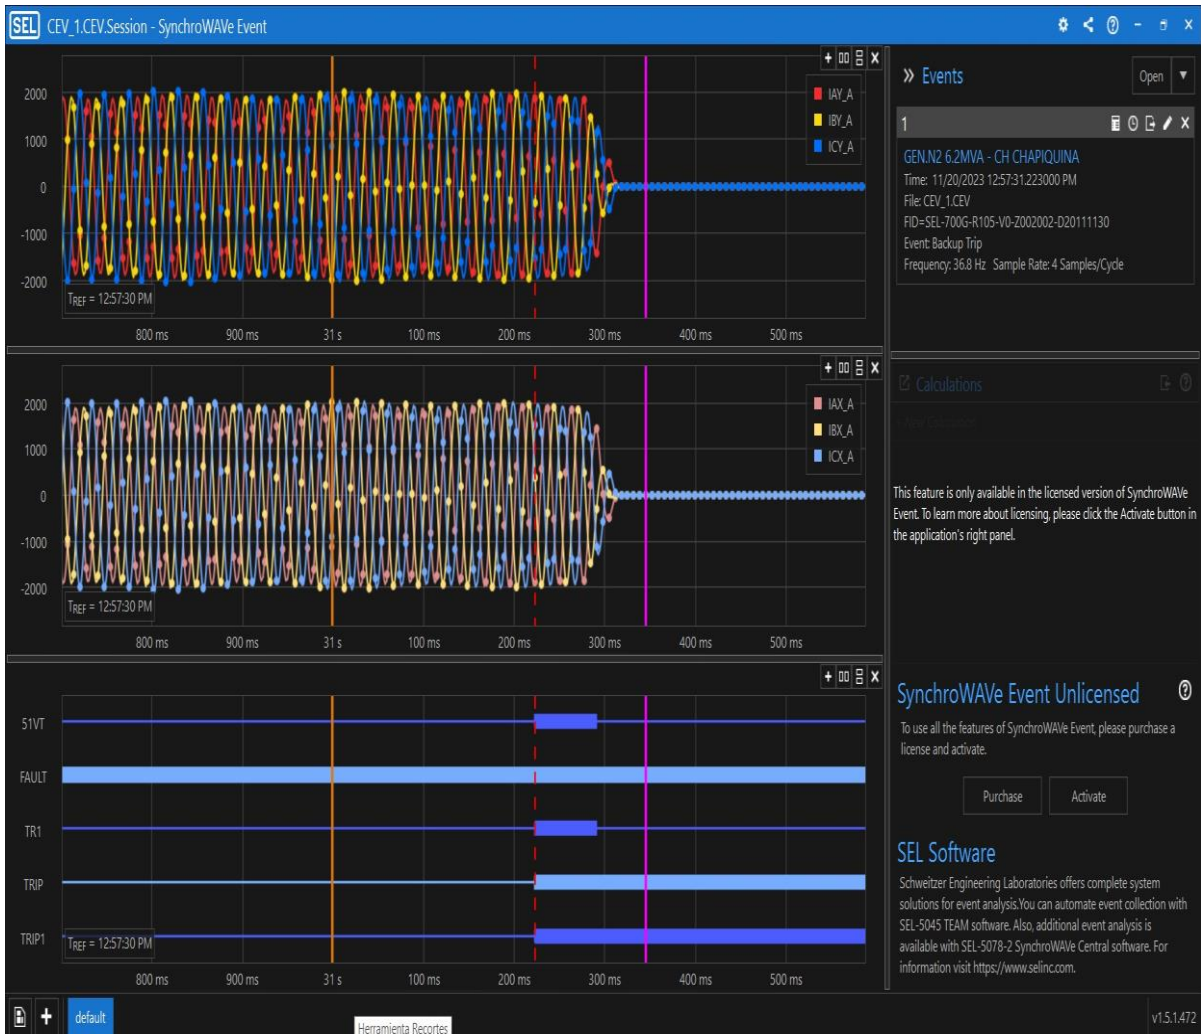 SEL CEV_1.CEV.Session - SynchroWAVe Event
2000
1000
0
-1000
-2000
IAY_A
IBY_A
ICY_A
TREF = 12:57:30 PM
800 ms 900 ms 31 s 100 ms 200 ms 300 ms 400 ms 500 ms
2000
1000
0
-1000
-2000
IAX_A
IBX_A
ICX_A
TREF = 12:57:30 PM
800 ms 900 ms 31 s 100 ms 200 ms 300 ms 400 ms 500 ms
51VT
FAULT
TR1
TRIP
TRIP1
TREF = 12:57:30 PM
800 ms 900 ms 31 s 100 ms 200 ms 300 ms 400 ms 500 ms
Events
Open
1
GEN.N2 6.2MVA - CH CHAPIQUINA
Time: 11/20/2023 12:57:31.223000 PM
File: CEV_1.CEV
FID=SEL-700G-R105-V0-Z002002-D20111130
Event: Backup Trip
Frequency: 36.8 Hz Sample Rate: 4 Samples/Cycle
Calculations
This feature is only available in the licensed version of SynchroWAVe
Event. To learn more about licensing, please click the Activate button in
the application's right panel.
SynchroWAVe Event Unlicensed
To use all the features of SynchroWAVe Event, please purchase a
license and activate.
Purchase
Activate
SEL Software
Schweitzer Engineering Laboratories offers complete system
solutions for event analysis.You can automate event collection with
SEL-5045 TEAM software. Also, additional event analysis is
available with SEL-5078-2 SynchroWAVe Central software. For
information visit https://www.selinc.com.
default
Herramienta Recortes
v1.5.1.472